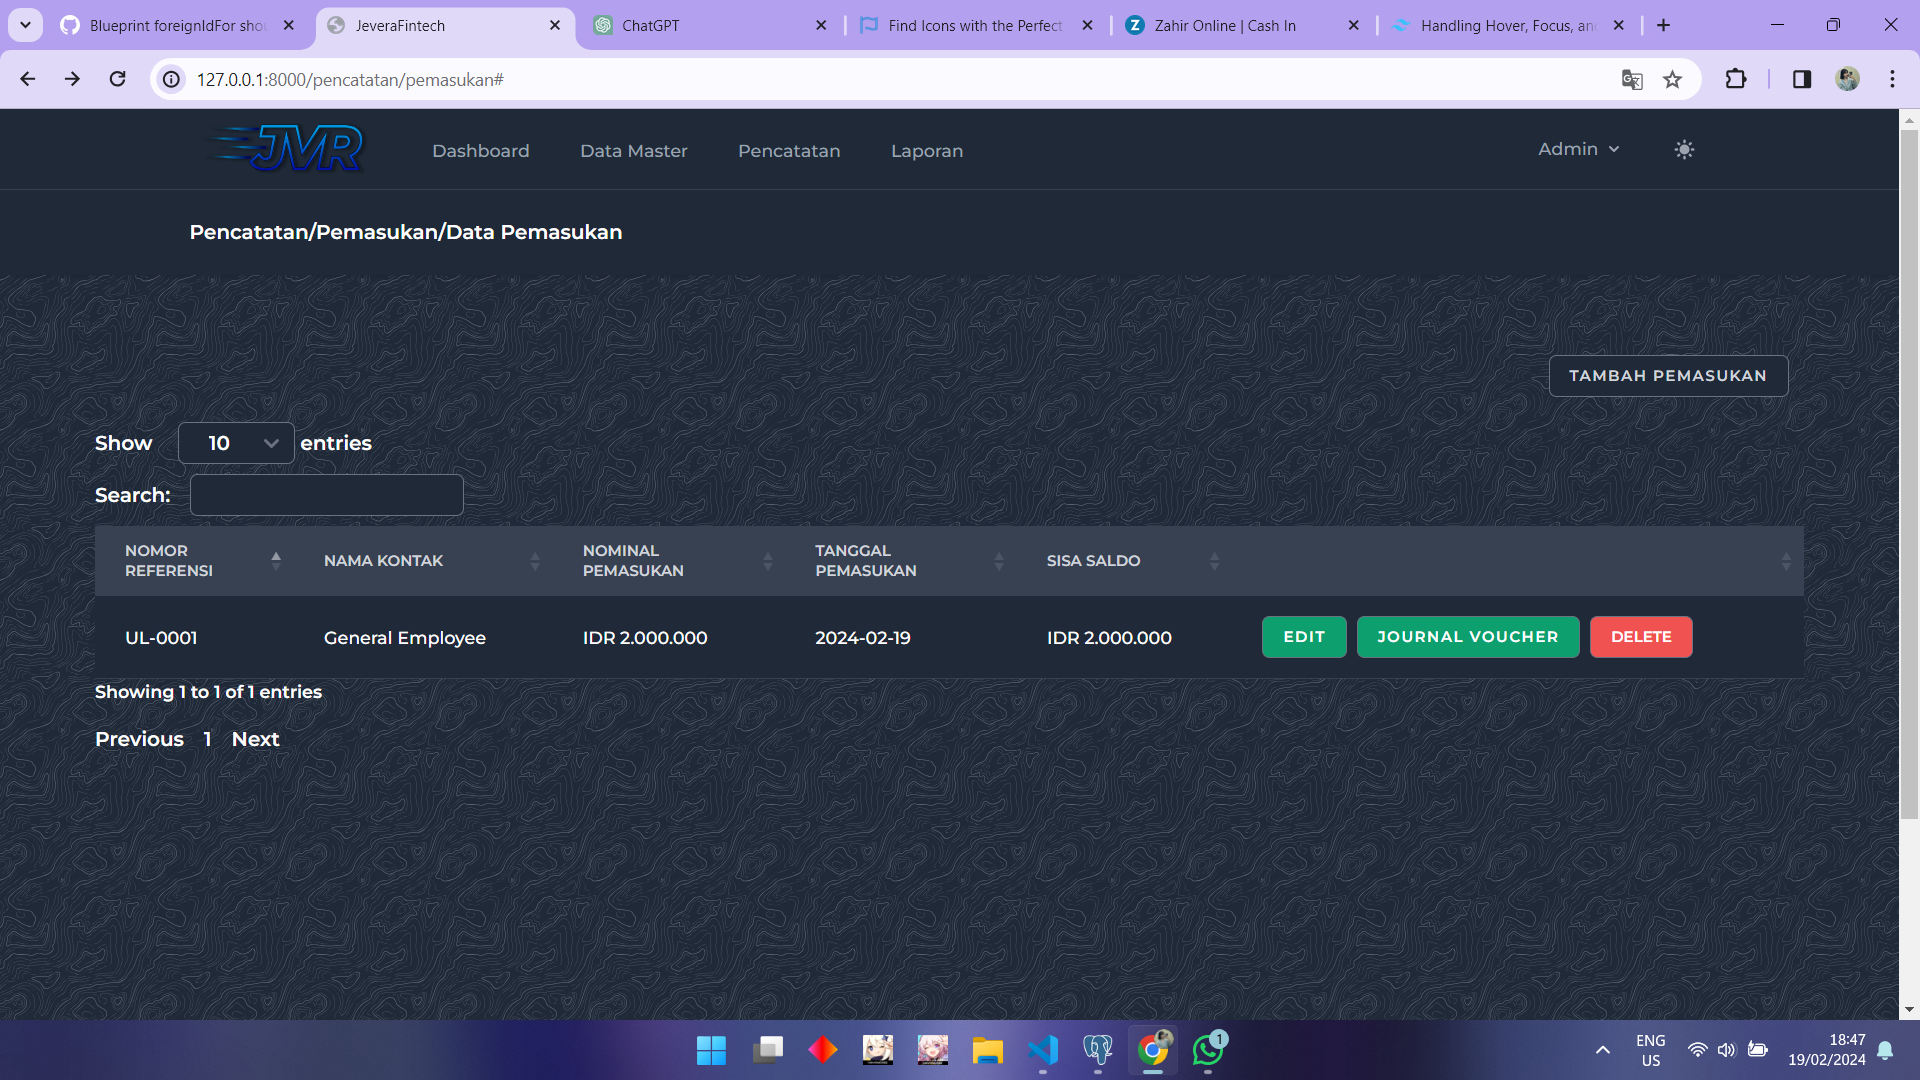 Blueprint foreignIdFor shou
JeveraFintech
ChatGPT
Find Icons with the Perfect
Zahir Online | Cash In
Handling Hover, Focus, an
127.0.0.1:8000/pencatatan/pemasukan#
JVR
Dashboard
Data Master
Pencatatan
Laporan
Admin
Pencatatan/Pemasukan/Data Pemasukan
TAMBAH PEMASUKAN
Show 10 entries
Search:
NOMOR REFERENSI
NAMA KONTAK
NOMINAL PEMASUKAN
TANGGAL PEMASUKAN
SISA SALDO
UL-0001
General Employee
IDR 2.000.000
2024-02-19
IDR 2.000.000
EDIT
JOURNAL VOUCHER
DELETE
Showing 1 to 1 of 1 entries
Previous 1 Next
1
ENG
US
18:47
19/02/2024